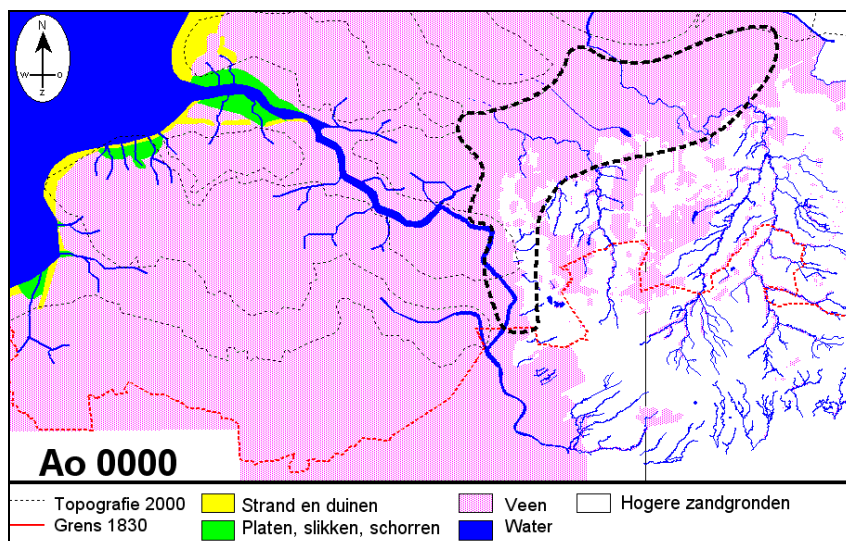 N
W O
Z
Ao 0000
Topografie 2000 Strand en duinen Veen Hogere zandgronden
Grens 1830 Platen, slikken, schorren Water